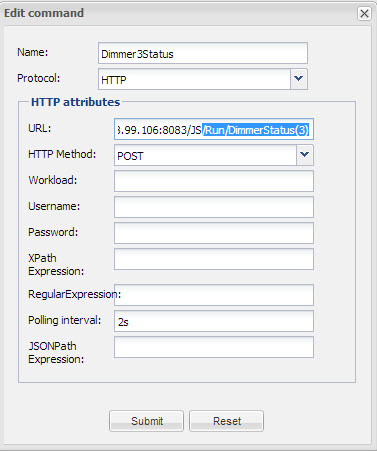 Edit command
Name: Dimmer3Status
Protocol: HTTP
HTTP attributes
URL: 3.99.106:8083/JS/Run/DimmerStatus(3)
HTTP Method: POST
Workload:
Username:
Password:
XPath
Expression:
RegularExpression:
Polling interval: 2s
JSONPath
Expression:
Submit Reset